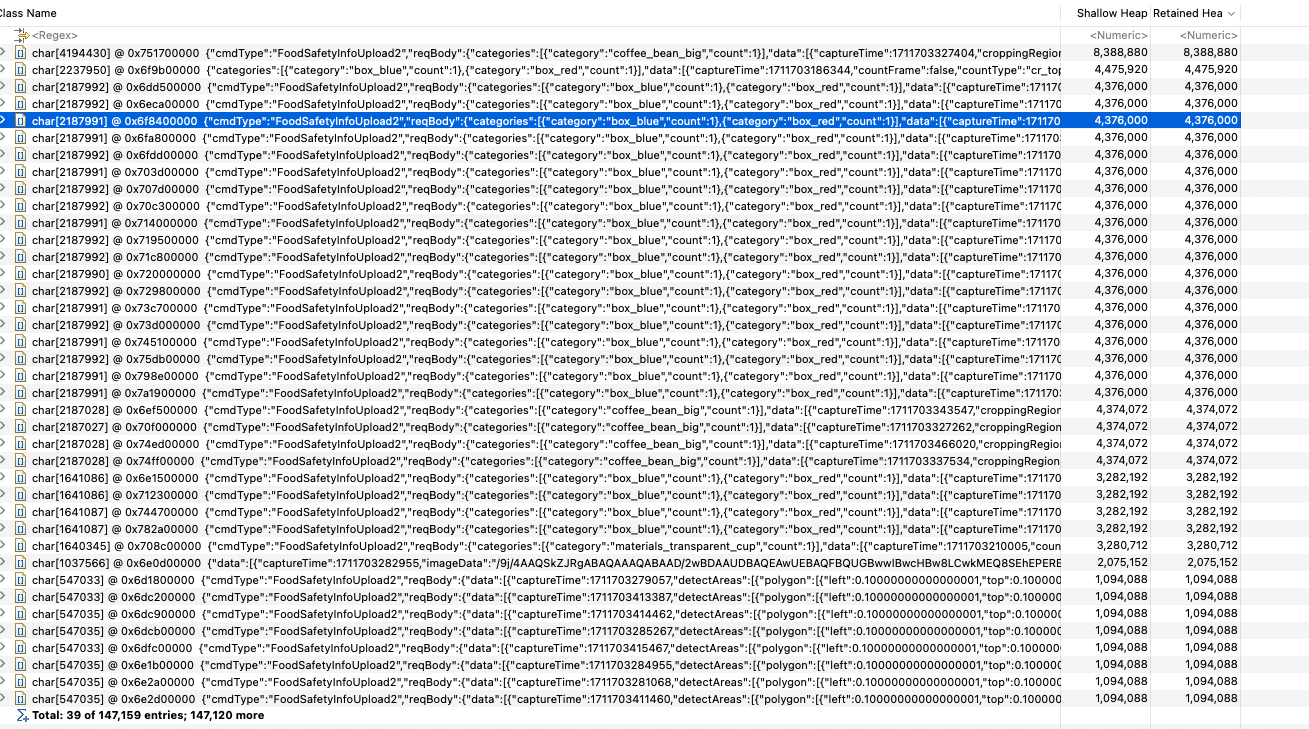 Class Name Shallow Heap Retained Hea
<Regex> <Numeric> <Numeric>
char[4194430] @ 0x751700000 {"cmdType":"FoodSafetyInfoUpload2","reqBody":{"categories":[{"category":"coffee_bean_big","count":1}],"data":[{"captureTime":1711703327404,"croppingRegion 8,388,880 8,388,880
char[2237950] @ 0x6f9b00000 {"categories":[{"category":"box_blue","count":1},{"category":"box_red","count":1}],"data":[{"captureTime":1711703186344,"countFrame":false,"countType":"cr_top 4,475,920 4,475,920
char[2187992] @ 0x6dd500000 {"cmdType":"FoodSafetyInfoUpload2","reqBody":{"categories":[{"category":"box_blue","count":1},{"category":"box_red","count":1}],"data":[{"captureTime":171170 4,376,000 4,376,000
char[2187992] @ 0x6eca00000 {"cmdType":"FoodSafetyInfoUpload2","reqBody":{"categories":[{"category":"box_blue","count":1},{"category":"box_red","count":1}],"data":[{"captureTime":171170 4,376,000 4,376,000
char[2187991] @ 0x6f8400000 {"cmdType":"FoodSafetyInfoUpload2","reqBody":{"categories":[{"category":"box_blue","count":1},{"category":"box_red","count":1}],"data":[{"captureTime":171170 4,376,000 4,376,000
char[2187991] @ 0x6fa800000 {"cmdType":"FoodSafetyInfoUpload2","reqBody":{"categories":[{"category":"box_blue","count":1},{"category":"box_red","count":1}],"data":[{"captureTime":171170 4,376,000 4,376,000
char[2187992] @ 0x6fdd00000 {"cmdType":"FoodSafetyInfoUpload2","reqBody":{"categories":[{"category":"box_blue","count":1},{"category":"box_red","count":1}],"data":[{"captureTime":171170 4,376,000 4,376,000
char[2187991] @ 0x703d00000 {"cmdType":"FoodSafetyInfoUpload2","reqBody":{"categories":[{"category":"box_blue","count":1},{"category":"box_red","count":1}],"data":[{"captureTime":171170 4,376,000 4,376,000
char[2187992] @ 0x707d00000 {"cmdType":"FoodSafetyInfoUpload2","reqBody":{"categories":[{"category":"box_blue","count":1},{"category":"box_red","count":1}],"data":[{"captureTime":171170 4,376,000 4,376,000
char[2187992] @ 0x70c300000 {"cmdType":"FoodSafetyInfoUpload2","reqBody":{"categories":[{"category":"box_blue","count":1},{"category":"box_red","count":1}],"data":[{"captureTime":171170 4,376,000 4,376,000
char[2187991] @ 0x714000000 {"cmdType":"FoodSafetyInfoUpload2","reqBody":{"categories":[{"category":"box_blue","count":1},{"category":"box_red","count":1}],"data":[{"captureTime":171170 4,376,000 4,376,000
char[2187992] @ 0x719500000 {"cmdType":"FoodSafetyInfoUpload2","reqBody":{"categories":[{"category":"box_blue","count":1},{"category":"box_red","count":1}],"data":[{"captureTime":171170 4,376,000 4,376,000
char[2187992] @ 0x71c800000 {"cmdType":"FoodSafetyInfoUpload2","reqBody":{"categories":[{"category":"box_blue","count":1},{"category":"box_red","count":1}],"data":[{"captureTime":171170 4,376,000 4,376,000
char[2187990] @ 0x720000000 {"cmdType":"FoodSafetyInfoUpload2","reqBody":{"categories":[{"category":"box_blue","count":1},{"category":"box_red","count":1}],"data":[{"captureTime":171170 4,376,000 4,376,000
char[2187992] @ 0x729800000 {"cmdType":"FoodSafetyInfoUpload2","reqBody":{"categories":[{"category":"box_blue","count":1},{"category":"box_red","count":1}],"data":[{"captureTime":171170 4,376,000 4,376,000
char[2187991] @ 0x73c700000 {"cmdType":"FoodSafetyInfoUpload2","reqBody":{"categories":[{"category":"box_blue","count":1},{"category":"box_red","count":1}],"data":[{"captureTime":171170 4,376,000 4,376,000
char[2187992] @ 0x73d000000 {"cmdType":"FoodSafetyInfoUpload2","reqBody":{"categories":[{"category":"box_blue","count":1},{"category":"box_red","count":1}],"data":[{"captureTime":171170 4,376,000 4,376,000
char[2187991] @ 0x745100000 {"cmdType":"FoodSafetyInfoUpload2","reqBody":{"categories":[{"category":"box_blue","count":1},{"category":"box_red","count":1}],"data":[{"captureTime":171170 4,376,000 4,376,000
char[2187992] @ 0x75db00000 {"cmdType":"FoodSafetyInfoUpload2","reqBody":{"categories":[{"category":"box_blue","count":1},{"category":"box_red","count":1}],"data":[{"captureTime":171170 4,376,000 4,376,000
char[2187991] @ 0x798e00000 {"cmdType":"FoodSafetyInfoUpload2","reqBody":{"categories":[{"category":"box_blue","count":1},{"category":"box_red","count":1}],"data":[{"captureTime":171170 4,376,000 4,376,000
char[2187991] @ 0x7a1900000 {"cmdType":"FoodSafetyInfoUpload2","reqBody":{"categories":[{"category":"box_blue","count":1},{"category":"box_red","count":1}],"data":[{"captureTime":171170 4,376,000 4,376,000
char[2187028] @ 0x6ef500000 {"cmdType":"FoodSafetyInfoUpload2","reqBody":{"categories":[{"category":"coffee_bean_big","count":1}],"data":[{"captureTime":1711703343547,"croppingRegion 4,374,072 4,374,072
char[2187027] @ 0x70f000000 {"cmdType":"FoodSafetyInfoUpload2","reqBody":{"categories":[{"category":"coffee_bean_big","count":1}],"data":[{"captureTime":1711703327262,"croppingRegion 4,374,072 4,374,072
char[2187028] @ 0x74ed00000 {"cmdType":"FoodSafetyInfoUpload2","reqBody":{"categories":[{"category":"coffee_bean_big","count":1}],"data":[{"captureTime":1711703466020,"croppingRegion 4,374,072 4,374,072
char[2187028] @ 0x74ff00000 {"cmdType":"FoodSafetyInfoUpload2","reqBody":{"categories":[{"category":"coffee_bean_big","count":1}],"data":[{"captureTime":1711703337534,"croppingRegion 4,374,072 4,374,072
char[1641086] @ 0x6e1500000 {"cmdType":"FoodSafetyInfoUpload2","reqBody":{"categories":[{"category":"box_blue","count":1},{"category":"box_red","count":1}],"data":[{"captureTime":171170 3,282,192 3,282,192
char[1641086] @ 0x712300000 {"cmdType":"FoodSafetyInfoUpload2","reqBody":{"categories":[{"category":"box_blue","count":1},{"category":"box_red","count":1}],"data":[{"captureTime":171170 3,282,192 3,282,192
char[1641087] @ 0x744700000 {"cmdType":"FoodSafetyInfoUpload2","reqBody":{"categories":[{"category":"box_blue","count":1},{"category":"box_red","count":1}],"data":[{"captureTime":171170 3,282,192 3,282,192
char[1641087] @ 0x782a00000 {"cmdType":"FoodSafetyInfoUpload2","reqBody":{"categories":[{"category":"box_blue","count":1},{"category":"box_red","count":1}],"data":[{"captureTime":171170 3,282,192 3,282,192
char[1640345] @ 0x708c00000 {"cmdType":"FoodSafetyInfoUpload2","reqBody":{"categories":[{"category":"materials_transparent_cup","count":1}],"data":[{"captureTime":1711703210005,"coun 3,280,712 3,280,712
char[1037566] @ 0x6e0d00000 {"data":[{"captureTime":1711703282955,"imageData":"/9j/4AAQSkZJRgABAQAAAQABAAD/2wBDAAUDBAQEAwUEBAQFBQUGBwwIBwcHBw8LCwkMEQ8SEhEPERE 2,075,152 2,075,152
char[547033] @ 0x6d1800000 {"cmdType":"FoodSafetyInfoUpload2","reqBody":{"data":[{"captureTime":1711703279057,"detectAreas":[{"polygon":[{"left":0.10000000000000001,"top":0.100000 1,094,088 1,094,088
char[547033] @ 0x6dc200000 {"cmdType":"FoodSafetyInfoUpload2","reqBody":{"data":[{"captureTime":1711703413387,"detectAreas":[{"polygon":[{"left":0.10000000000000001,"top":0.100000 1,094,088 1,094,088
char[547035] @ 0x6dc900000 {"cmdType":"FoodSafetyInfoUpload2","reqBody":{"data":[{"captureTime":1711703414462,"detectAreas":[{"polygon":[{"left":0.10000000000000001,"top":0.100000 1,094,088 1,094,088
char[547035] @ 0x6dcb00000 {"cmdType":"FoodSafetyInfoUpload2","reqBody":{"data":[{"captureTime":1711703285267,"detectAreas":[{"polygon":[{"left":0.10000000000000001,"top":0.100000 1,094,088 1,094,088
char[547033] @ 0x6dfc00000 {"cmdType":"FoodSafetyInfoUpload2","reqBody":{"data":[{"captureTime":1711703415467,"detectAreas":[{"polygon":[{"left":0.10000000000000001,"top":0.100000 1,094,088 1,094,088
char[547035] @ 0x6e1b00000 {"cmdType":"FoodSafetyInfoUpload2","reqBody":{"data":[{"captureTime":1711703284955,"detectAreas":[{"polygon":[{"left":0.10000000000000001,"top":0.100000 1,094,088 1,094,088
char[547035] @ 0x6e2a00000 {"cmdType":"FoodSafetyInfoUpload2","reqBody":{"data":[{"captureTime":1711703281068,"detectAreas":[{"polygon":[{"left":0.10000000000000001,"top":0.100000 1,094,088 1,094,088
char[547035] @ 0x6e2d00000 {"cmdType":"FoodSafetyInfoUpload2","reqBody":{"data":[{"captureTime":1711703411460,"detectAreas":[{"polygon":[{"left":0.10000000000000001,"top":0.100000 1,094,088 1,094,088
Total: 39 of 147,159 entries; 147,120 more